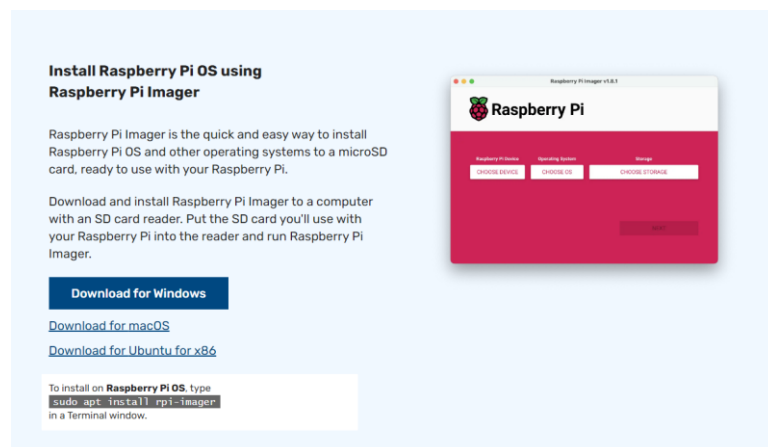 Install Raspberry Pi OS using
Raspberry Pi Imager
Raspberry Pi Imager is the quick and easy way to install
Raspberry Pi OS and other operating systems to a microSD
card, ready to use with your Raspberry Pi.
Download and install Raspberry Pi Imager to a computer
with an SD card reader. Put the SD card you'll use with
your Raspberry Pi into the reader and run Raspberry Pi
Imager.
Download for Windows
Download for macOS
Download for Ubuntu for x86
To install on Raspberry Pi OS, type
sudo apt install rpi-imager
in a Terminal window.
Raspberry Pi Imager v1.8.1
Raspberry Pi
Raspberry Pi Device Operating System Storage
CHOOSE DEVICE CHOOSE OS CHOOSE STORAGE